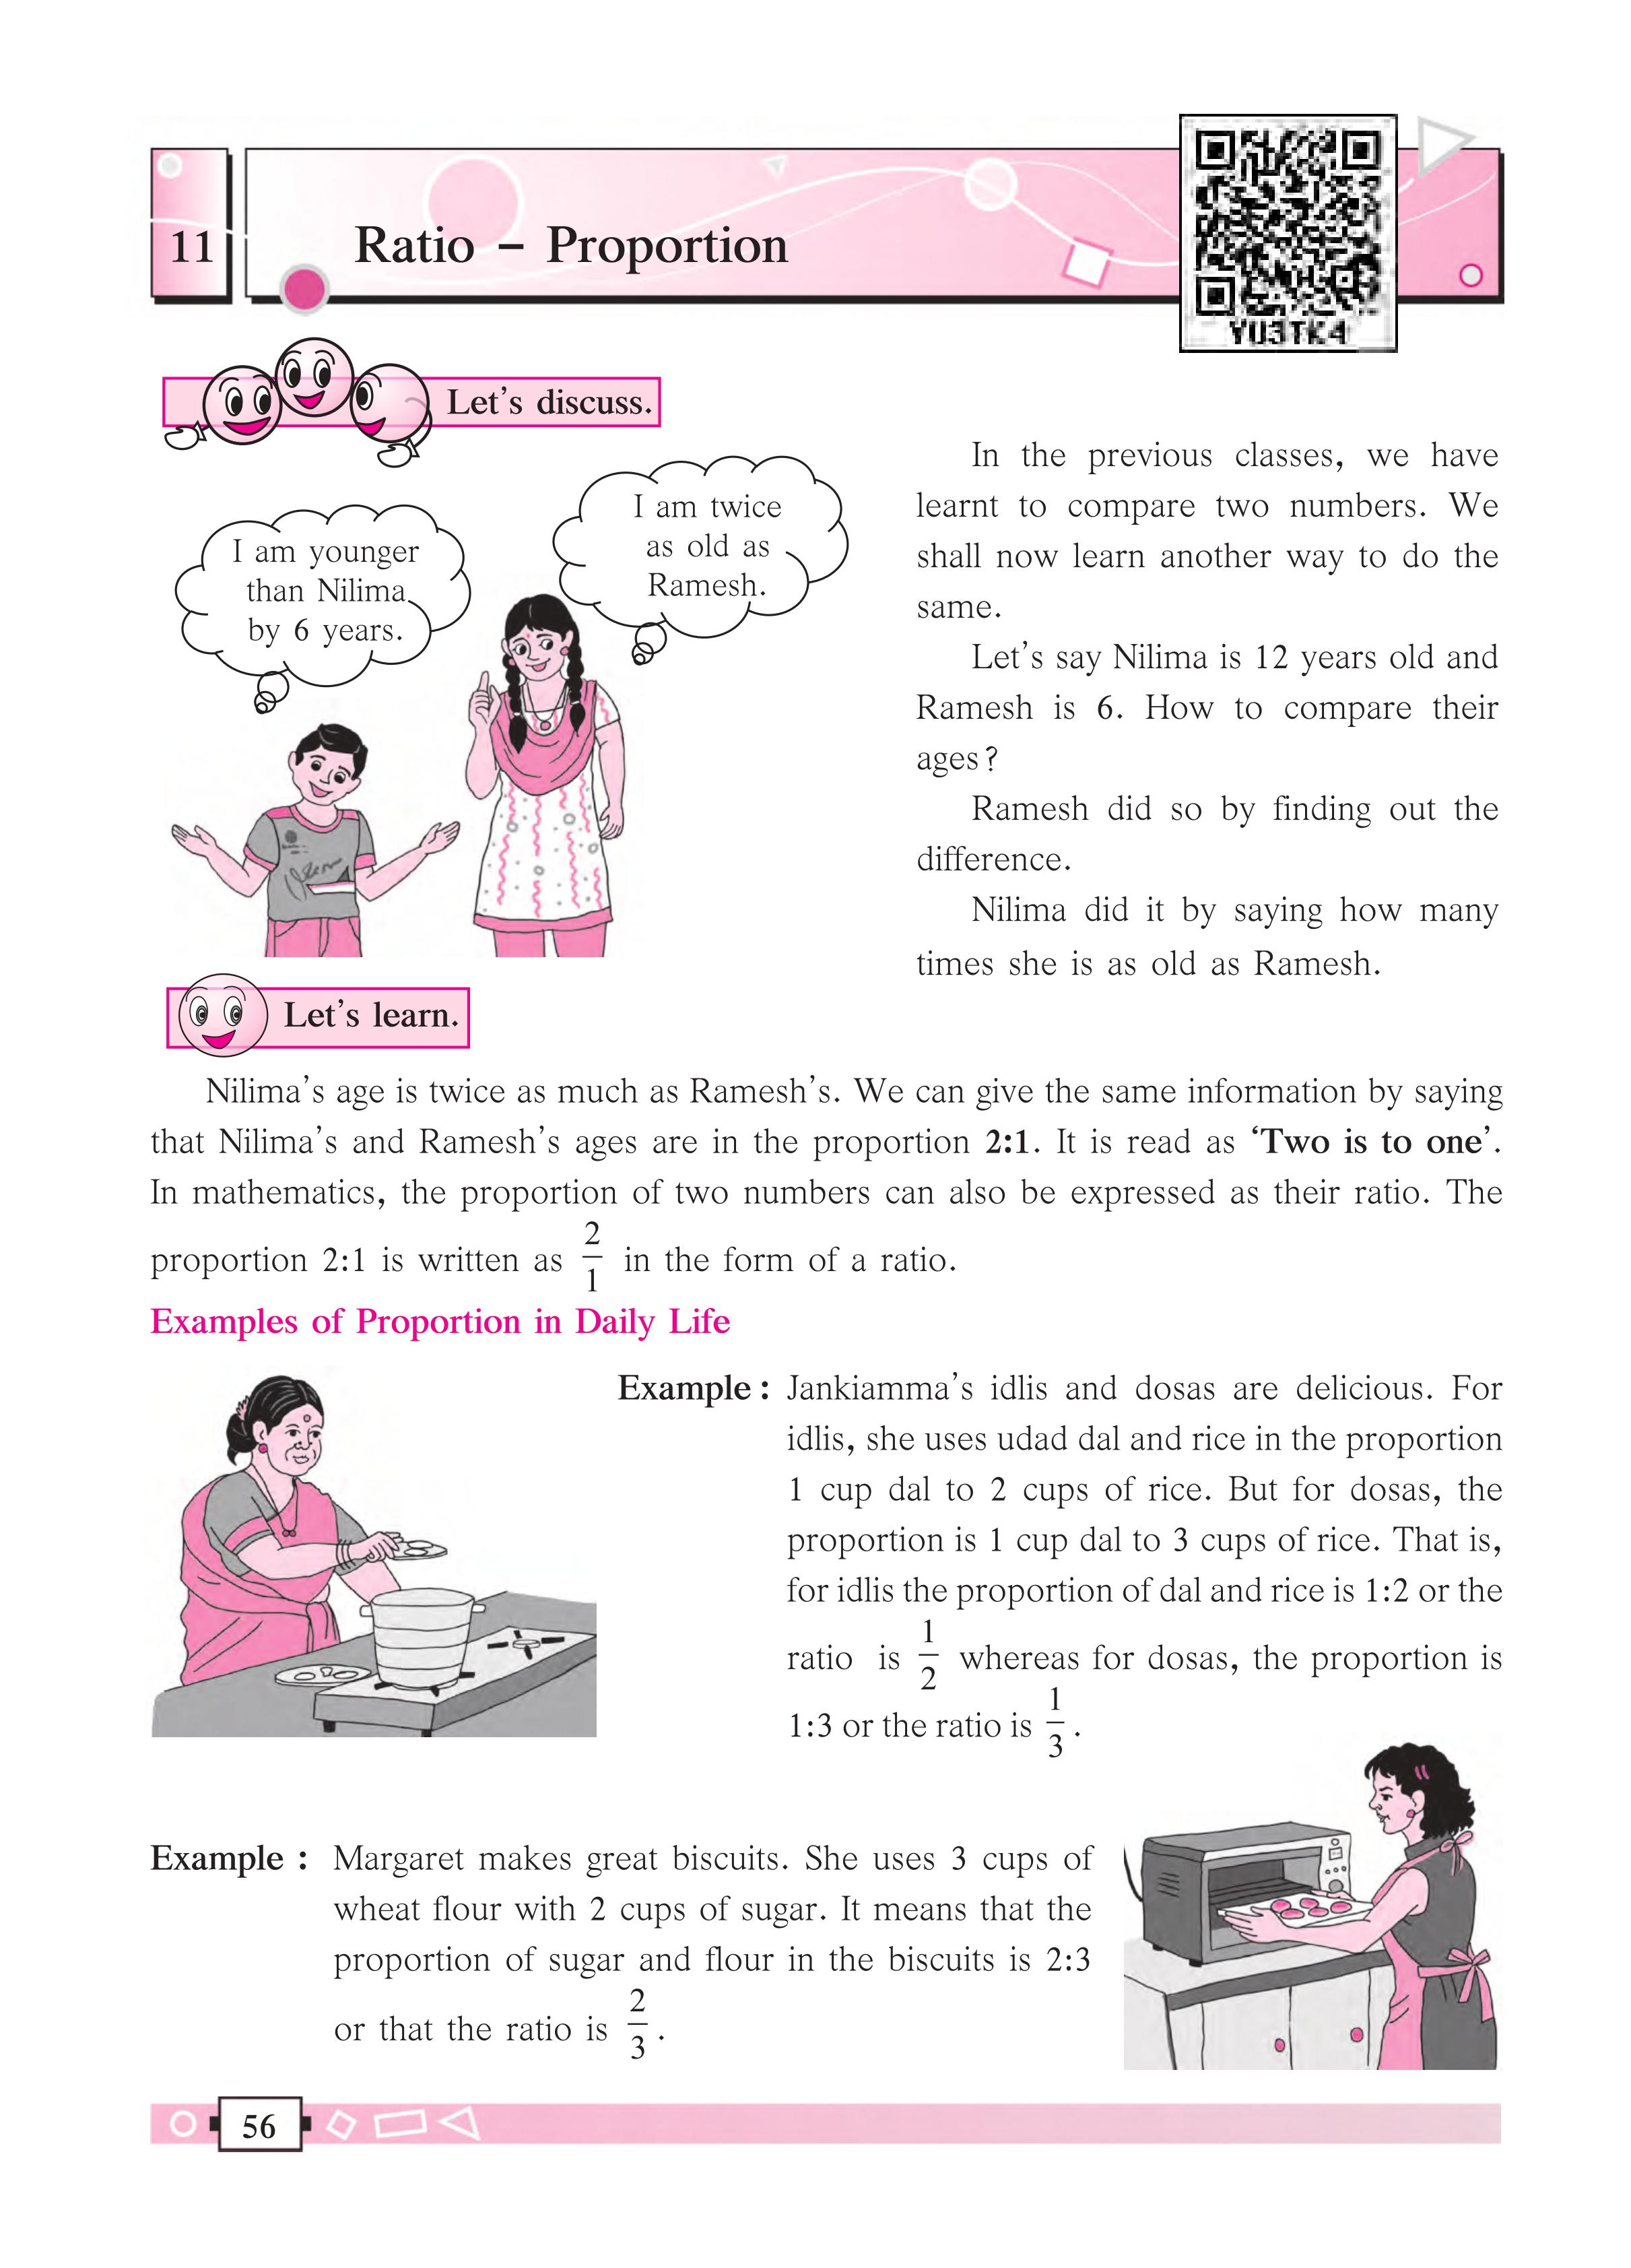 11
Ratio – Proportion
YU3TK4
Let's discuss.
I am younger
than Nilima
by 6 years.
I am twice
as old as
Ramesh.
In the previous classes, we have
learnt to compare two numbers. We
shall now learn another way to do the
same.
Let's say Nilima is 12 years old and
Ramesh is 6. How to compare their
ages?
Ramesh did so by finding out the
difference.
Nilima did it by saying how many
times she is as old as Ramesh.
Let's learn.
Nilima's age is twice as much as Ramesh's. We can give the same information by saying
that Nilima's and Ramesh's ages are in the proportion 2:1. It is read as 'Two is to one'.
In mathematics, the proportion of two numbers can also be expressed as their ratio. The
proportion 2:1 is written as 2/1 in the form of a ratio.
Examples of Proportion in Daily Life
Example : Jankiamma's idlis and dosas are delicious. For
idlis, she uses udad dal and rice in the proportion
1 cup dal to 2 cups of rice. But for dosas, the
proportion is 1 cup dal to 3 cups of rice. That is,
for idlis the proportion of dal and rice is 1:2 or the
ratio is 1/2 whereas for dosas, the proportion is
1:3 or the ratio is 1/3 .
Example : Margaret makes great biscuits. She uses 3 cups of
wheat flour with 2 cups of sugar. It means that the
proportion of sugar and flour in the biscuits is 2:3
or that the ratio is 2/3 .
56